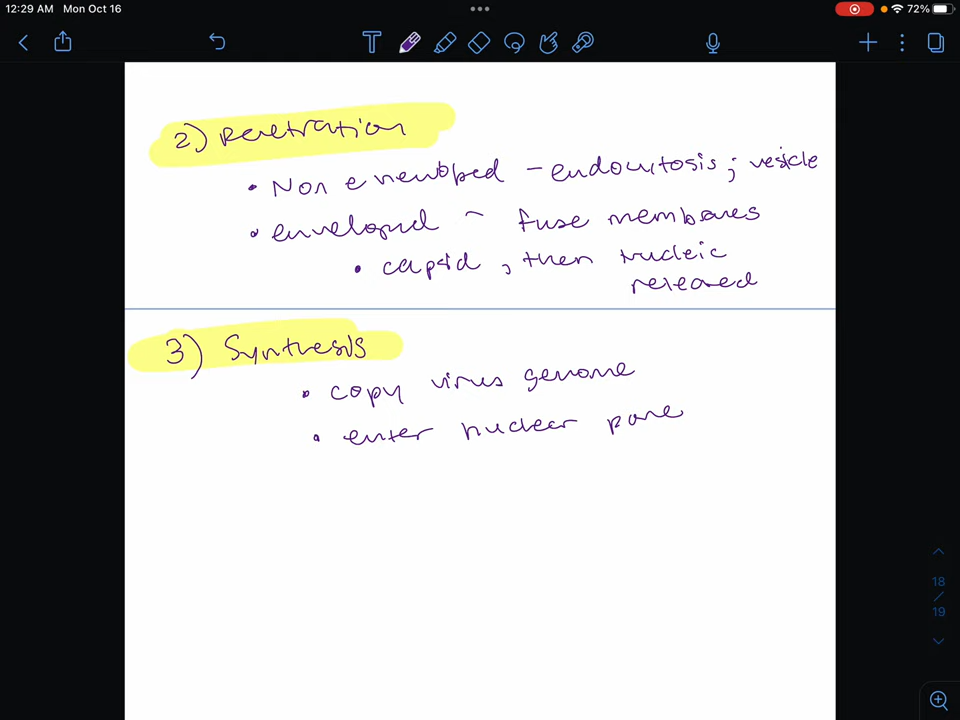 12:29 AM Mon Oct 16
72%
2) Penetration
• Non enveloped - endocytosis ; vesicle
• enveloped - fuse membranes
• capsid , then nucleic
released
3) Synthesis
• copy virus genome
• enter nuclear pore
18
/
19